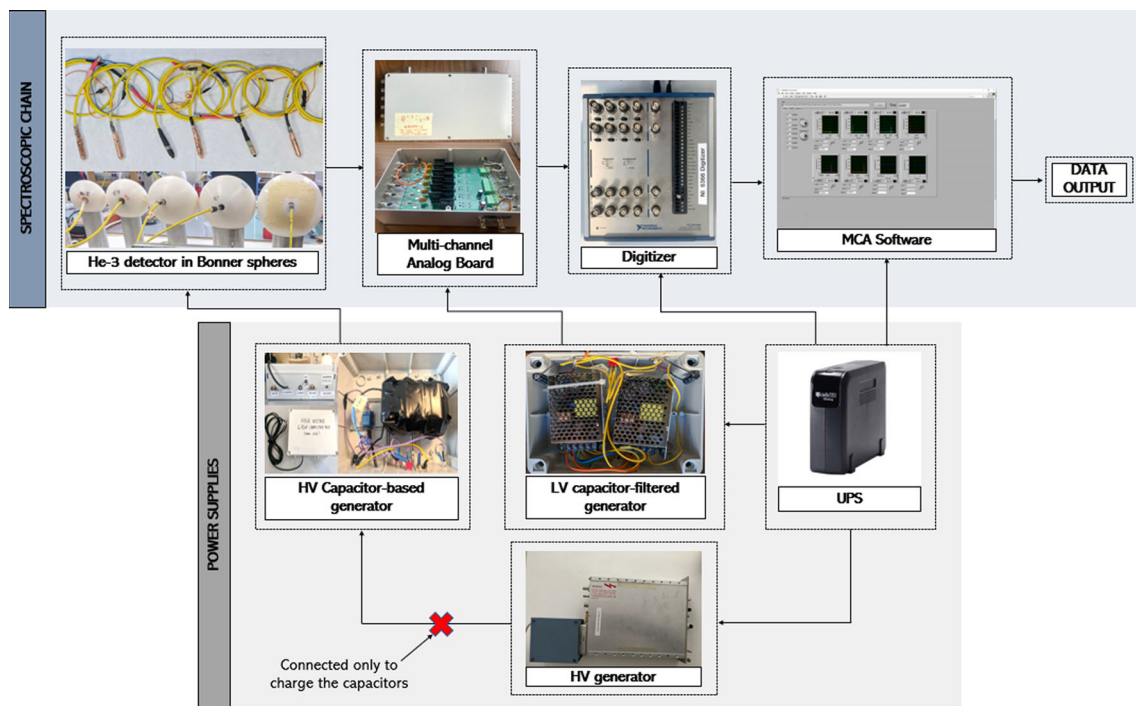 SPECTROSCOPIC CHAIN
He-3 detector in Bonner spheres
Multi-channel
Analog Board
NI 6366 Digitizer
Digitizer
MCA Software
DATA
OUTPUT
POWER SUPPLIES
HV Capacitor-based
generator
LV capacitor-filtered
generator
UPS
Connected only to
charge the capacitors
HV generator